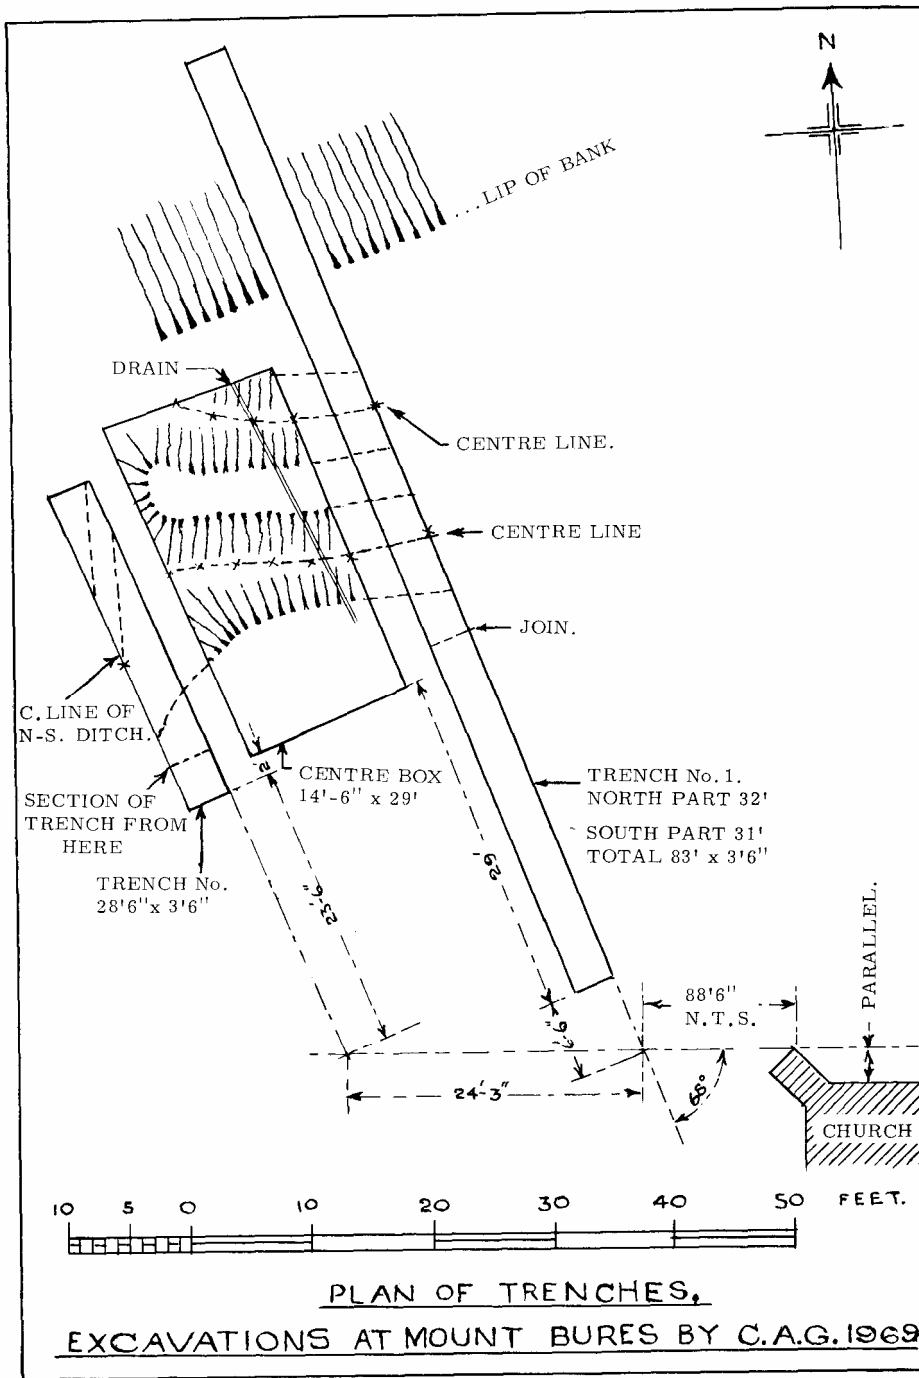 N
LIP OF BANK
DRAIN
CENTRE LINE.
CENTRE LINE
JOIN.
C. LINE OF
N-S. DITCH.
SECTION OF
TRENCH FROM
HERE
2'
CENTRE BOX
14'-6" x 29'
TRENCH No. 1.
NORTH PART 32'
SOUTH PART 31'
TOTAL 83' x 3'6"
TRENCH No.
28'6" x 3'6"
23'-6"
29'
88'6"
N.T.S.
PARALLEL.
24'-3"
68°
CHURCH
10 5 0 10 20 30 40 50 FEET.
PLAN OF TRENCHES,
EXCAVATIONS AT MOUNT BURES BY C.A.G. 1969